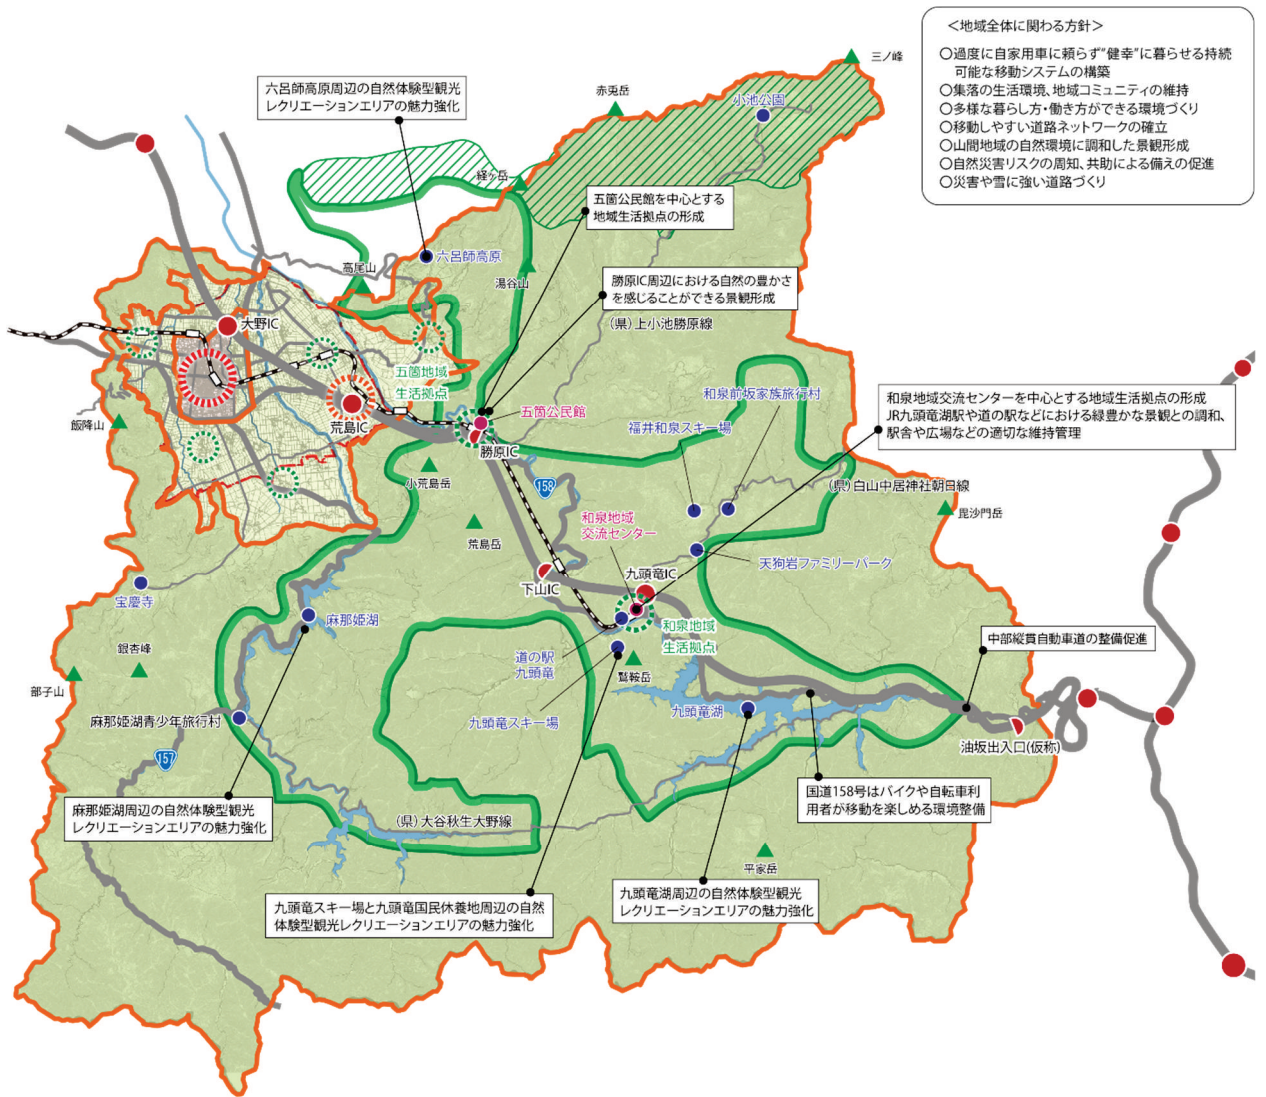 ＜地域全体に関わる方針＞
○過度に自家用車に頼らず“健幸”に暮らせる持続
可能な移動システムの構築
○集落の生活環境、地域コミュニティの維持
○多様な暮らし方・働き方ができる環境づくり
○移動しやすい道路ネットワークの確立
○山間地域の自然環境に調和した景観形成
○自然災害リスクの周知、共助による備えの促進
○災害や雪に強い道路づくり
三ノ峰
赤兎岳
小池公園
六呂師高原周辺の自然体験型観光
レクリエーションエリアの魅力強化
経ヶ岳
五箇公民館を中心とする
地域生活拠点の形成
六呂師高原
高尾山
湯谷山
勝原IC周辺における自然の豊かさ
を感じることができる景観形成
（県）上小池勝原線
大野IC
五箇地域
生活拠点
和泉前坂家族旅行村
和泉地域交流センターを中心とする地域生活拠点の形成
JR九頭竜湖駅や道の駅などにおける緑豊かな景観との調和、
駅舎や広場などの適切な維持管理
飯降山
荒島IC
五箇公民館
福井和泉スキー場
勝原IC
小荒島岳
158
（県）白山中居神社朝日線
毘沙門岳
荒島岳
和泉地域
交流センター
天狗岩ファミリーパーク
下山IC
九頭竜IC
宝慶寺
麻那姫湖
和泉地域
生活拠点
中部縦貫自動車道の整備促進
銀杏峰
道の駅
九頭竜
鷲鞍岳
部子山
麻那姫湖青少年旅行村
九頭竜スキー場
九頭竜湖
油坂出入口(仮称)
157
国道158号はバイクや自転車利
用者が移動を楽しめる環境整備
麻那姫湖周辺の自然体験型観光
レクリエーションエリアの魅力強化
（県）大谷秋生大野線
平家岳
九頭竜スキー場と九頭竜国民休養地周辺の自然
体験型観光レクリエーションエリアの魅力強化
九頭竜湖周辺の自然体験型観光
レクリエーションエリアの魅力強化